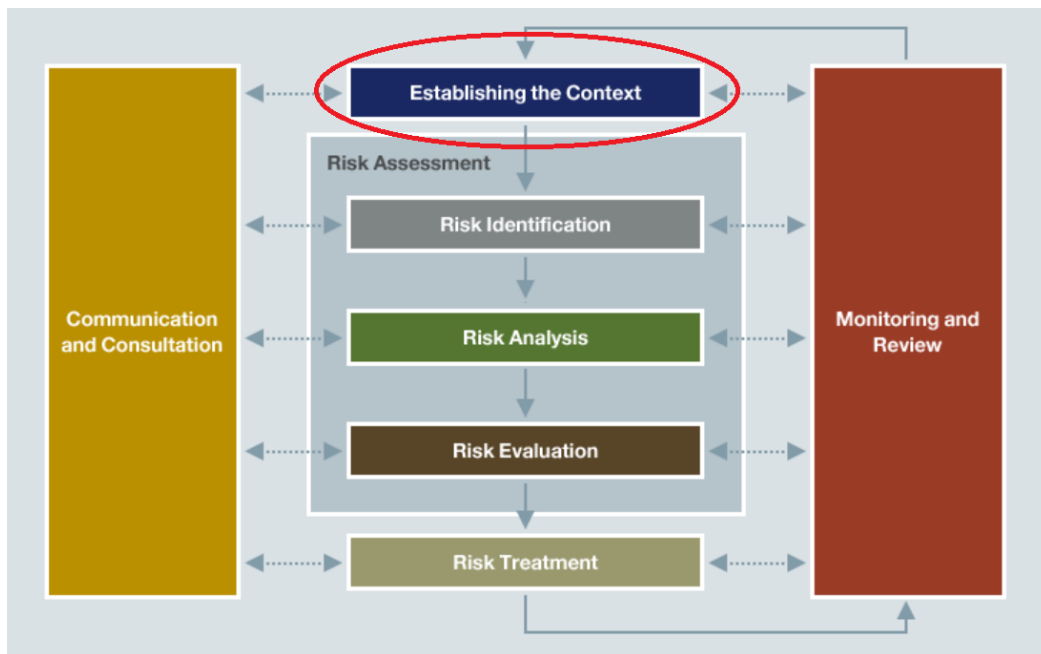 Establishing the Context
Risk Assessment
Risk Identification
Communication
and Consultation
Risk Analysis
Monitoring and
Review
Risk Evaluation
Risk Treatment